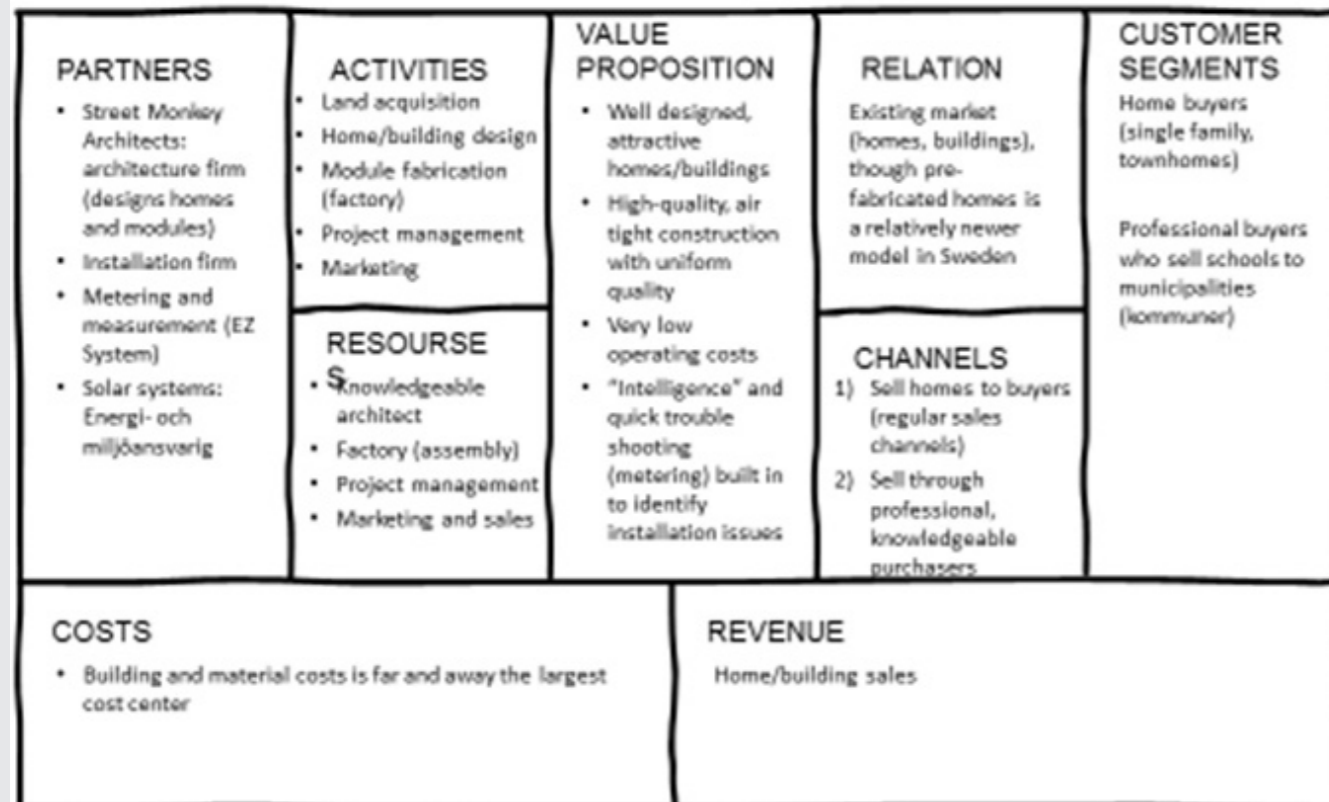 PARTNERS
• Street Monkey
Architects:
architecture firm
(designs homes
and modules)
• Installation firm
• Metering and
measurement (EZ
System)
• Solar systems:
Energi- och
miljöansvarig
ACTIVITIES
• Land acquisition
• Home/building design
• Module fabrication
(factory)
• Project management
• Marketing
RESOURSE
S
• Knowledgeable
architect
• Factory (assembly)
• Project management
• Marketing and sales
VALUE
PROPOSITION
• Well designed,
attractive
homes/buildings
• High-quality, air
tight construction
with uniform
quality
• Very low
operating costs
• "Intelligence" and
quick trouble
shooting
(metering) built in
to identify
installation issues
RELATION
Existing market
(homes, buildings),
though pre-
fabricated homes is
a relatively newer
model in Sweden
CHANNELS
1) Sell homes to buyers
(regular sales
channels)
2) Sell through
professional,
knowledgeable
purchasers
CUSTOMER
SEGMENTS
Home buyers
(single family,
townhomes)
Professional buyers
who sell schools to
municipalities
(kommuner)
COSTS
• Building and material costs is far and away the largest
cost center
REVENUE
Home/building sales